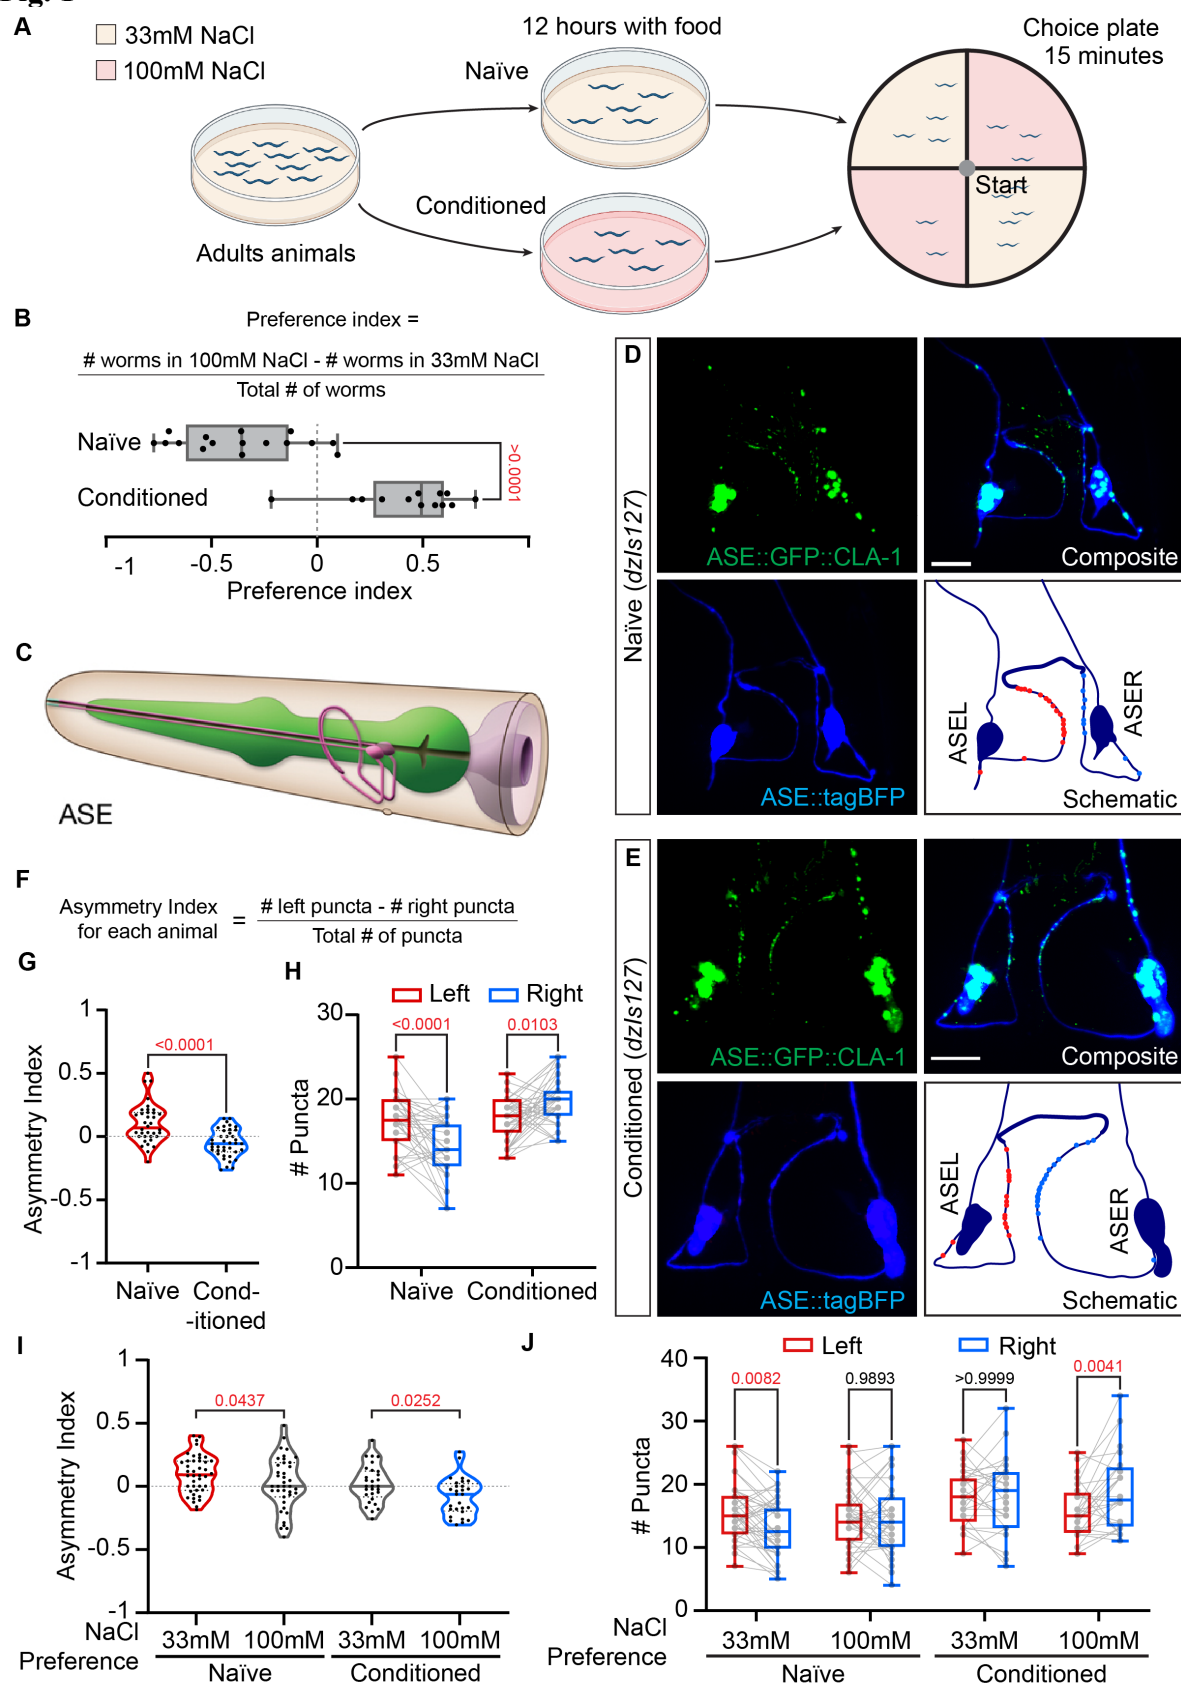 A
33mM NaCl
100mM NaCl
12 hours with food
Naïve
Conditioned
Adults animals
Choice plate
15 minutes
Start
B
Preference index =
# worms in 100mM NaCl - # worms in 33mM NaCl
Total # of worms
Naïve
Conditioned
>0.0001
-1 -0.5 0 0.5
Preference index
C
ASE
D
Naïve (dzIs127)
ASE::GFP::CLA-1
Composite
ASE::tagBFP
ASEL
ASER
Schematic
E
Conditioned (dzIs127)
ASE::GFP::CLA-1
Composite
ASE::tagBFP
ASEL
ASER
Schematic
F
Asymmetry Index
for each animal
=
# left puncta - # right puncta
Total # of puncta
G
Asymmetry Index
1
0.5
0
-0.5
-1
<0.0001
Naïve
Cond-
-itioned
H
Left Right
# Puncta
30
20
10
0
<0.0001 0.0103
Naïve Conditioned
I
Asymmetry Index
1
0.5
0
-0.5
-1
0.0437 0.0252
NaCl
Preference
33mM 100mM 33mM 100mM
Naïve Conditioned
J
Left Right
# Puncta
40
30
20
10
0
0.0082 0.9893 >0.9999 0.0041
NaCl
Preference
33mM 100mM 33mM 100mM
Naïve Conditioned